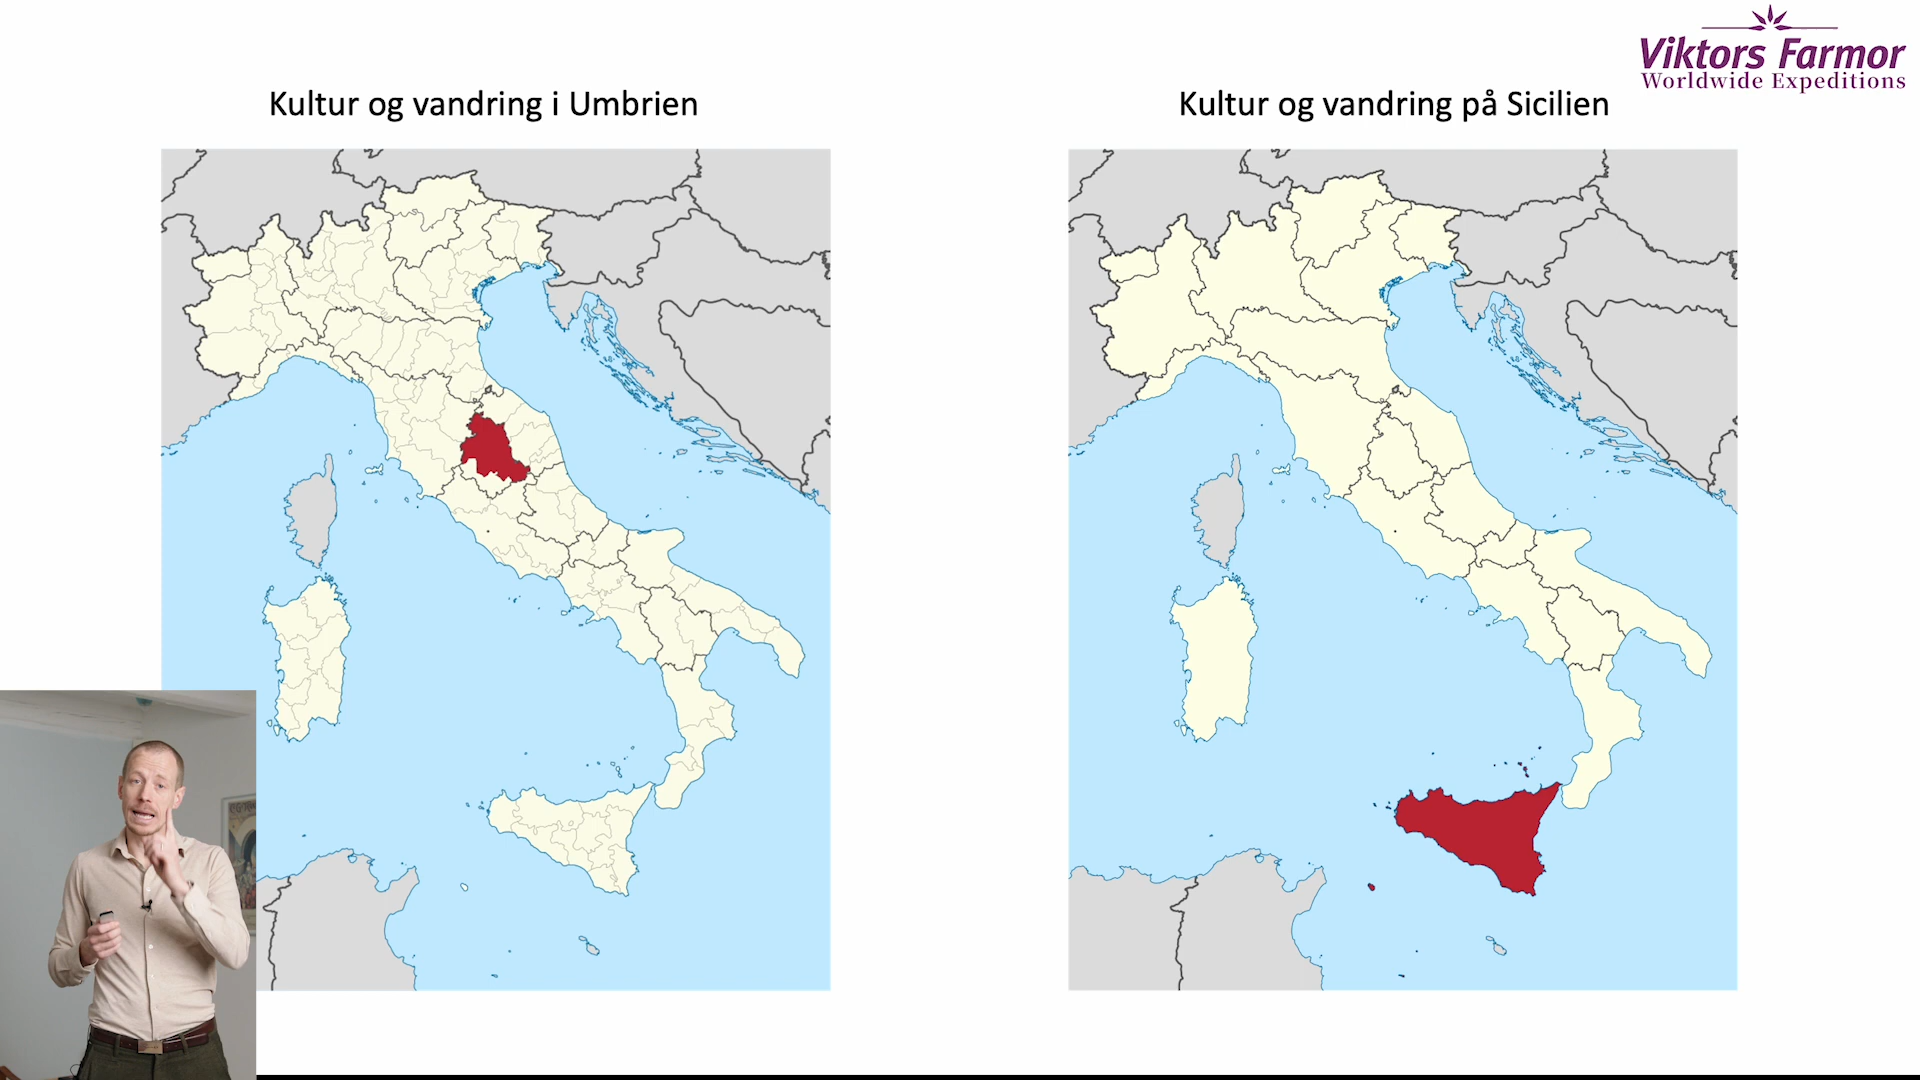 Viktors Farmor
Worldwide Expeditions
Kultur og vandring i Umbrien
Kultur og vandring på Sicilien